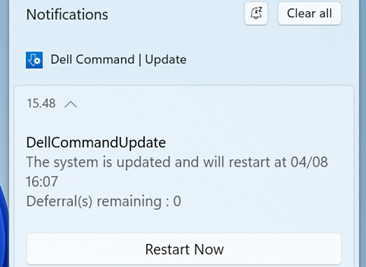 Notifications
Clear all
Dell Command | Update
15.48
DellCommandUpdate
The system is updated and will restart at 04/08
16:07
Deferral(s) remaining : 0
Restart Now